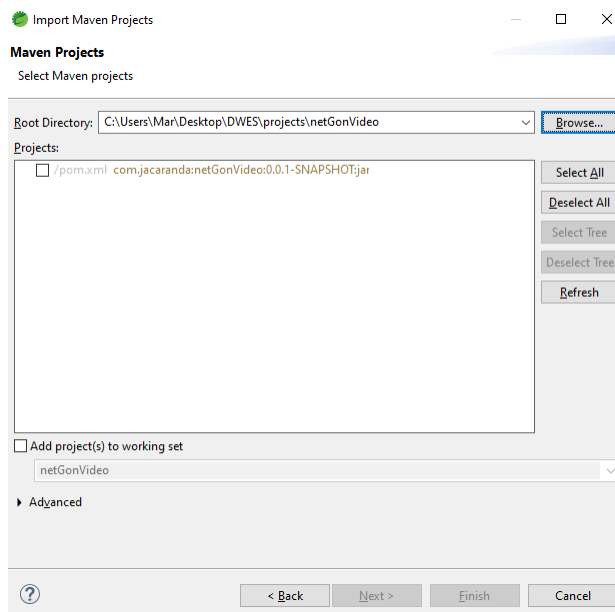 Import Maven Projects
Maven Projects
Select Maven projects
Root Directory: C:\Users\Mar\Desktop\DWES\projects\netGonVideo Browse...
Projects:
/pom.xml com.jacaranda:netGonVideo:0.0.1-SNAPSHOT:jar
Select All
Deselect All
Select Tree
Deselect Tree
Refresh
Add project(s) to working set
netGonVideo
Advanced
? < Back Next > Finish Cancel